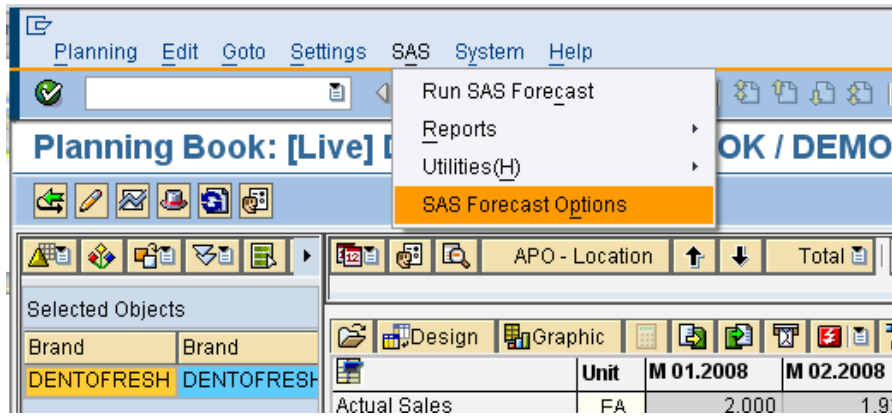 Planning Edit Goto Settings SAS System Help
Run SAS Forecast
Reports
Utilities(H)
SAS Forecast Options
Planning Book: [Live] OK / DEMO
APO - Location Total
Selected Objects
Design Graphic
Brand Brand
Unit M 01.2008 M 02.2008
DENTOFRESH DENTOFRESH
Actual Sales EA 2.000 1.9